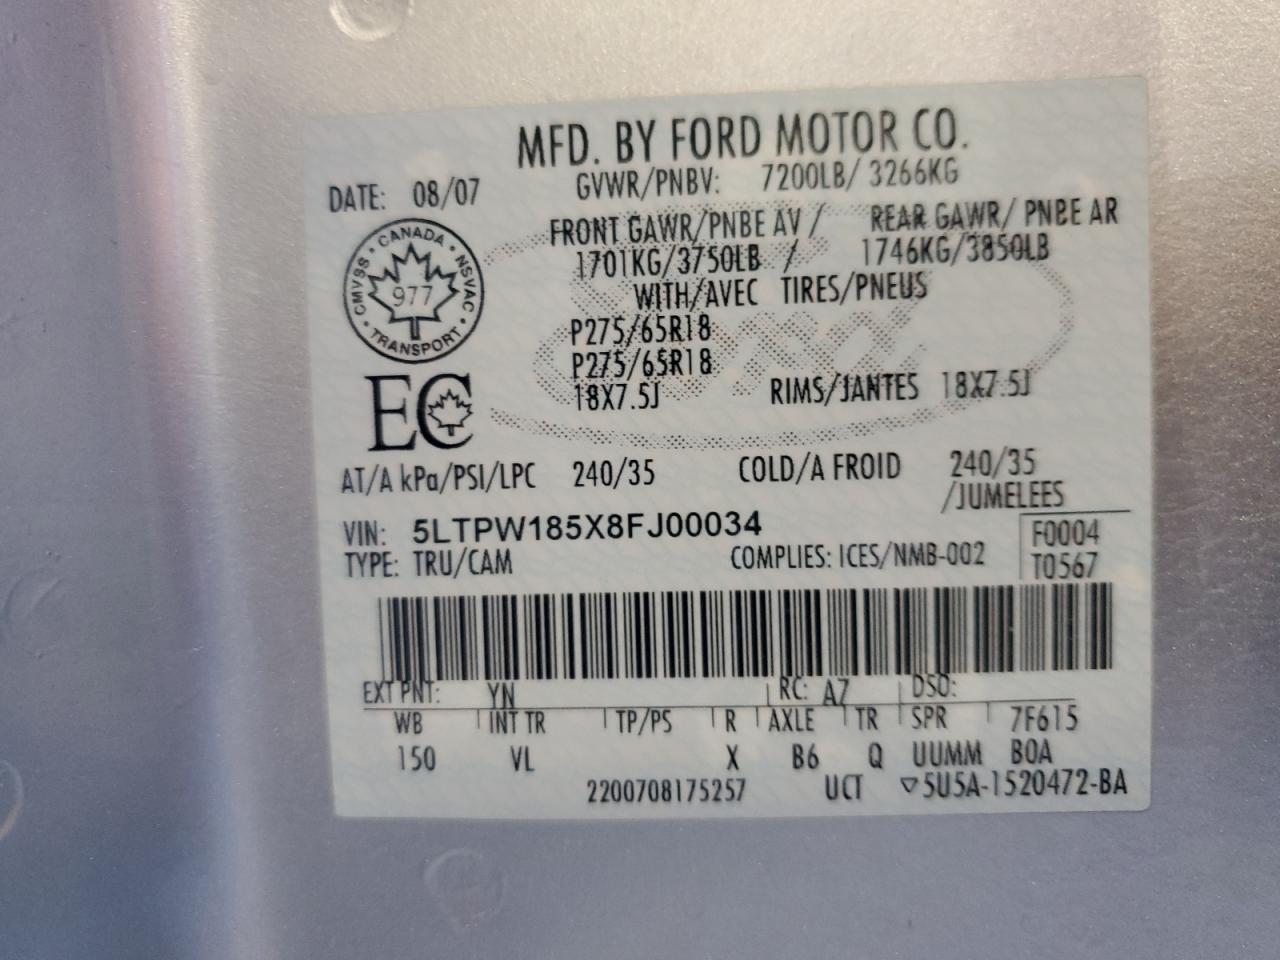 MFD. BY FORD MOTOR CO.
DATE: 08/07 GVWR/PNBV: 7200LB/ 3266KG
FRONT GAWR/PNBE AV / REAR GAWR/ PNBE AR
1701KG/3750LB / 1746KG/3850LB
WITH/AVEC TIRES/PNEUS
P275/65R18
P275/65R18
18X7.5J RIMS/JANTES 18X7.5J
CANADA • NSVAC • TRANSPORT • CMVSS •
977
EC
AT/A kPa/PSI/LPC 240/35 COLD/A FROID 240/35
/JUMELEES
VIN: 5LTPW185X8FJ00034 F0004
TYPE: TRU/CAM COMPLIES: ICES/NMB-002 T0567
EXT PNT: YN RC: A7 DSO:
WB INT TR TP/PS R AXLE TR SPR 7F615
150 VL X B6 Q UUMM BOA
2200708175257 UCT ▽5U5A-1520472-BA